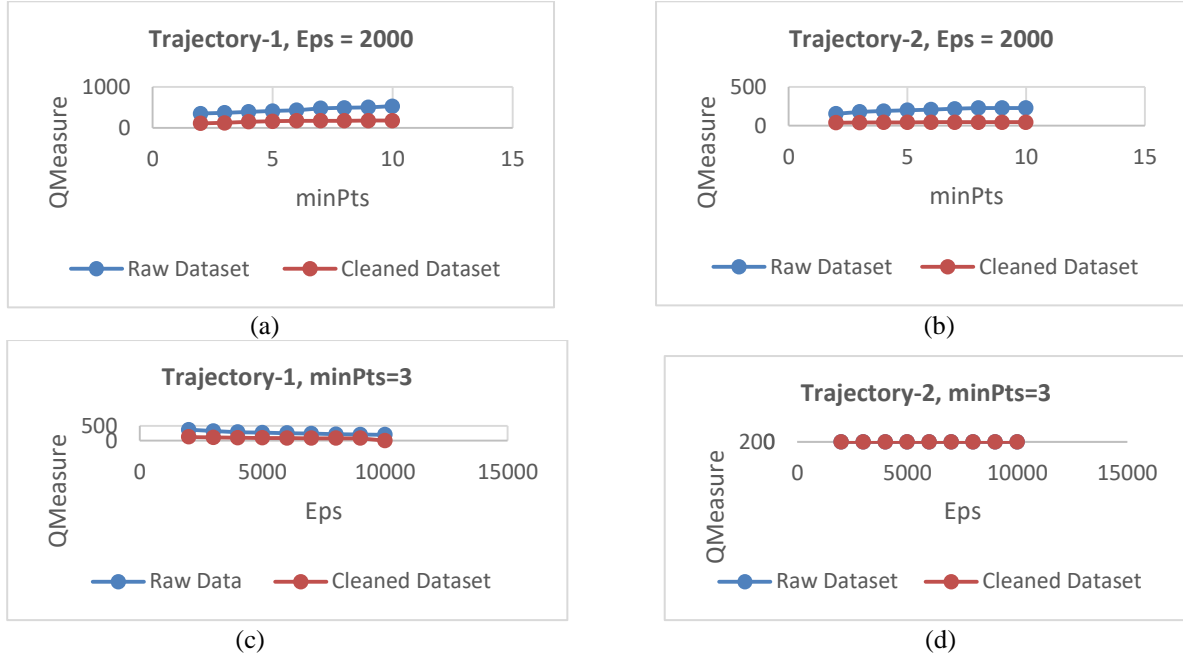 Trajectory-1, Eps = 2000
1000
0
QMeasure
0 5 10 15
minPts
Raw Dataset Cleaned Dataset
(a)
Trajectory-2, Eps = 2000
500
0
QMeasure
0 5 10 15
minPts
Raw Dataset Cleaned Dataset
(b)
Trajectory-1, minPts=3
500
0
QMeasure
0 5000 10000 15000
Eps
Raw Data Cleaned Dataset
(c)
Trajectory-2, minPts=3
200
QMeasure
0 5000 10000 15000
Eps
Raw Dataset Cleaned Dataset
(d)